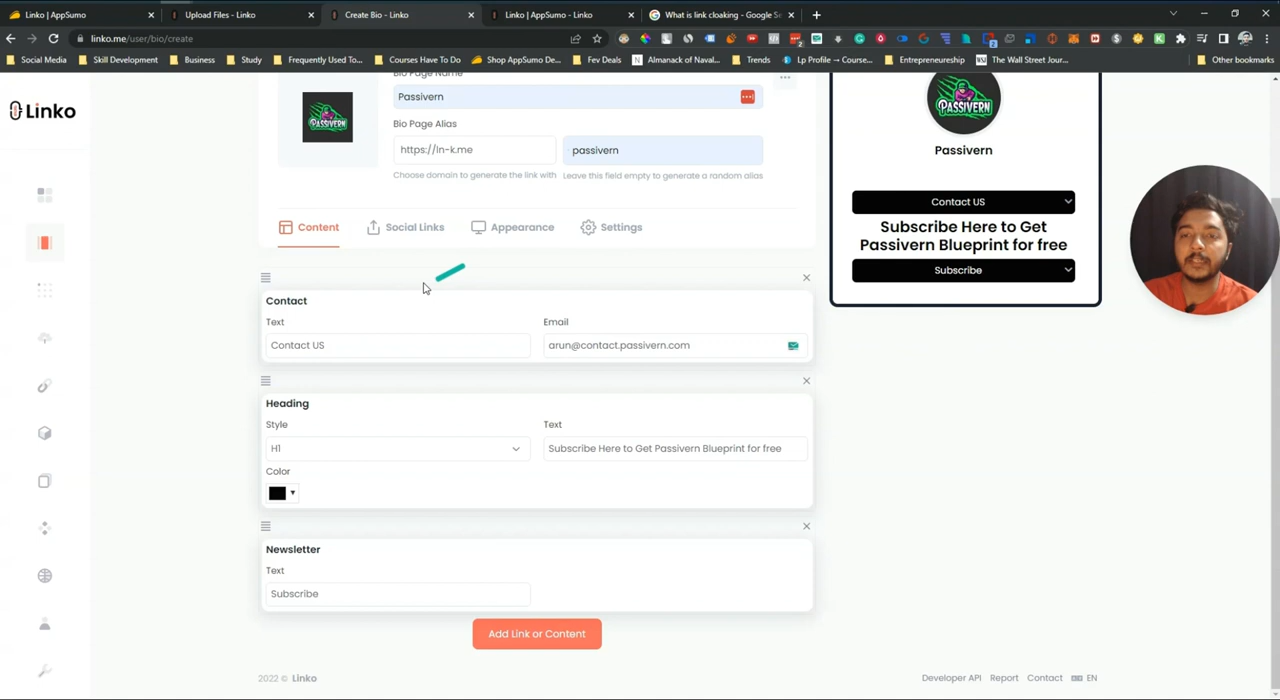 Linko | AppSumo
Upload Files - Linko
Create Bio - Linko
Linko | AppSumo - Linko
What is link cloaking - Google Se
linko.me/user/bio/create
Social Media
Skill Development
Business
Study
Frequently Used To...
Courses Have To Do
Shop AppSumo De...
Fev Deals
Almanack of Naval...
Trends
Lp Profile → Course...
Entrepreneurship
The Wall Street Jour...
Other bookmarks
Linko
Bio Page Name
Passivern
Bio Page Alias
https://ln-k.me
passivern
Choose domain to generate the link with
Leave this field empty to generate a random alias
Content
Social Links
Appearance
Settings
Contact
Text
Email
Contact US
arun@contact.passivern.com
Heading
Style
Text
H1
Subscribe Here to Get Passivern Blueprint for free
Color
Newsletter
Text
Subscribe
Add Link or Content
PASSIVERN
PASSIVERN
Passivern
Contact US
Subscribe Here to Get
Passivern Blueprint for free
Subscribe
2022 © Linko
Developer API
Report
Contact
EN